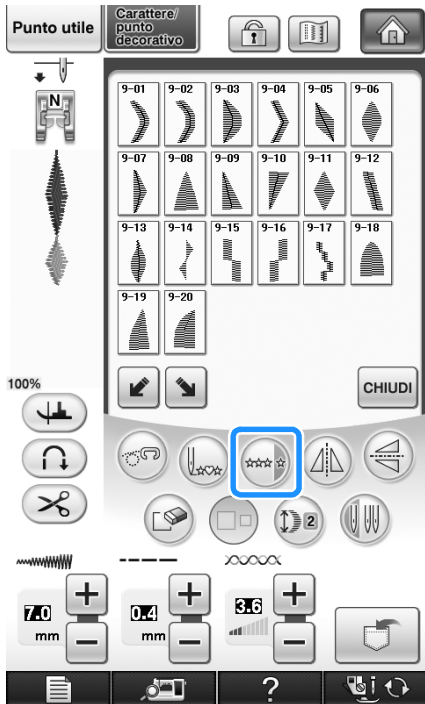 Punto utile
Carattere/
punto
decorativo
N
9-01 9-02 9-03 9-04 9-05 9-06
9-07 9-08 9-09 9-10 9-11 9-12
9-13 9-14 9-15 9-16 9-17 9-18
9-19 9-20
100%
CHIUDI
2
7.0 mm + −
0.4 mm + −
3.6 + −
?